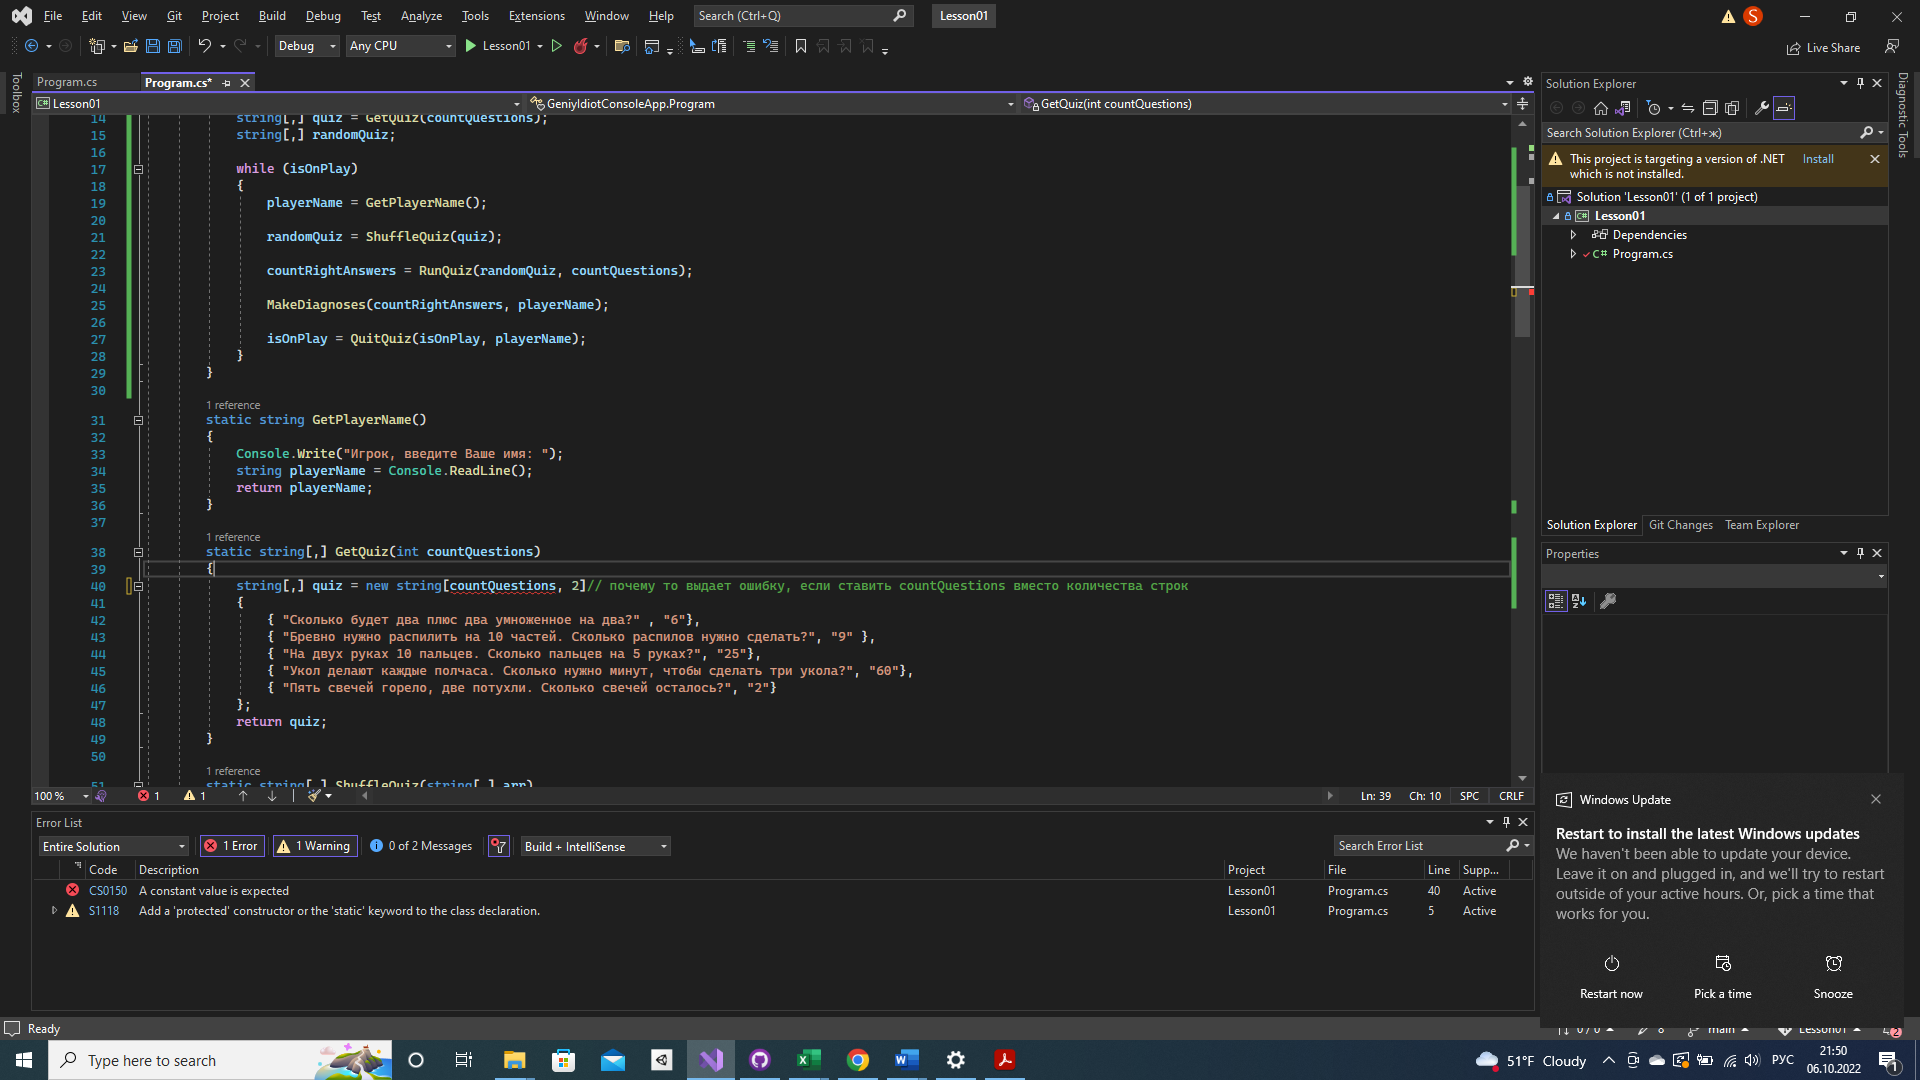 File Edit View Git Project Build Debug Test Analyze Tools Extensions Window Help Search (Ctrl+Q) Lesson01 S
Debug Any CPU Lesson01 Live Share
Toolbox
Program.cs Program.cs*
Lesson01 GeniyIdiotConsoleApp.Program GetQuiz(int countQuestions)
14 string[,] quiz = GetQuiz(countQuestions);
15 string[,] randomQuiz;
16
17 while (isOnPlay)
18 {
19 playerName = GetPlayerName();
20
21 randomQuiz = ShuffleQuiz(quiz);
22
23 countRightAnswers = RunQuiz(randomQuiz, countQuestions);
24
25 MakeDiagnoses(countRightAnswers, playerName);
26
27 isOnPlay = QuitQuiz(isOnPlay, playerName);
28 }
29 }
30
1 reference
31 static string GetPlayerName()
32 {
33 Console.Write("Игрок, введите Ваше имя: ");
34 string playerName = Console.ReadLine();
35 return playerName;
36 }
37
1 reference
38 static string[,] GetQuiz(int countQuestions)
39 {
40 string[,] quiz = new string[countQuestions, 2]// почему то выдает ошибку, если ставить countQuestions вместо количества строк
41 {
42 { "Сколько будет два плюс два умноженное на два?" , "6"},
43 { "Бревно нужно распилить на 10 частей. Сколько распилов нужно сделать?", "9" },
44 { "На двух руках 10 пальцев. Сколько пальцев на 5 руках?", "25"},
45 { "Укол делают каждые полчаса. Сколько нужно минут, чтобы сделать три укола?", "60"},
46 { "Пять свечей горело, две потухли. Сколько свечей осталось?", "2"}
47 };
48 return quiz;
49 }
50
1 reference
51 static string[,] ShuffleQuiz(string[,] arr)
100 % 1 1 Ln: 39 Ch: 10 SPC CRLF
Error List
Entire Solution 1 Error 1 Warning 0 of 2 Messages Build + IntelliSense Search Error List
Code Description Project File Line Supp...
CS0150 A constant value is expected Lesson01 Program.cs 40 Active
S1118 Add a 'protected' constructor or the 'static' keyword to the class declaration. Lesson01 Program.cs 5 Active
Solution Explorer
Search Solution Explorer (Ctrl+ж)
This project is targeting a version of .NET Install
which is not installed.
Solution 'Lesson01' (1 of 1 project)
Lesson01
Dependencies
C# Program.cs
Solution Explorer Git Changes Team Explorer
Properties
Diagnostic Tools
Windows Update
Restart to install the latest Windows updates
We haven't been able to update your device.
Leave it on and plugged in, and we'll try to restart
outside of your active hours. Or, pick a time that
works for you.
Restart now Pick a time Snooze
Ready 0 / 0 8 main Lesson01 2
Type here to search 51°F Cloudy РУС 21:50
06.10.2022 1